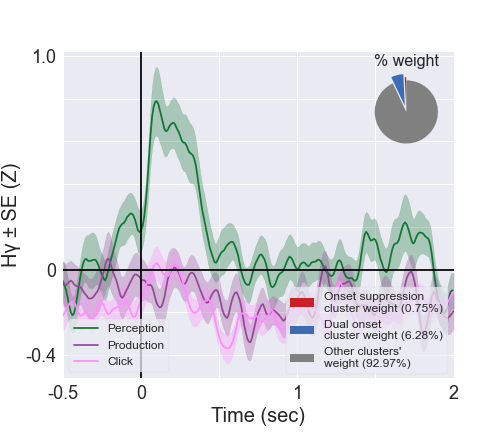 % weight
1.0
0
-0.4
Hγ ± SE (Z)
Perception
Production
Click
Onset suppression
cluster weight (0.75%)
Dual onset
cluster weight (6.28%)
Other clusters'
weight (92.97%)
-0.5
0
1
2
Time (sec)